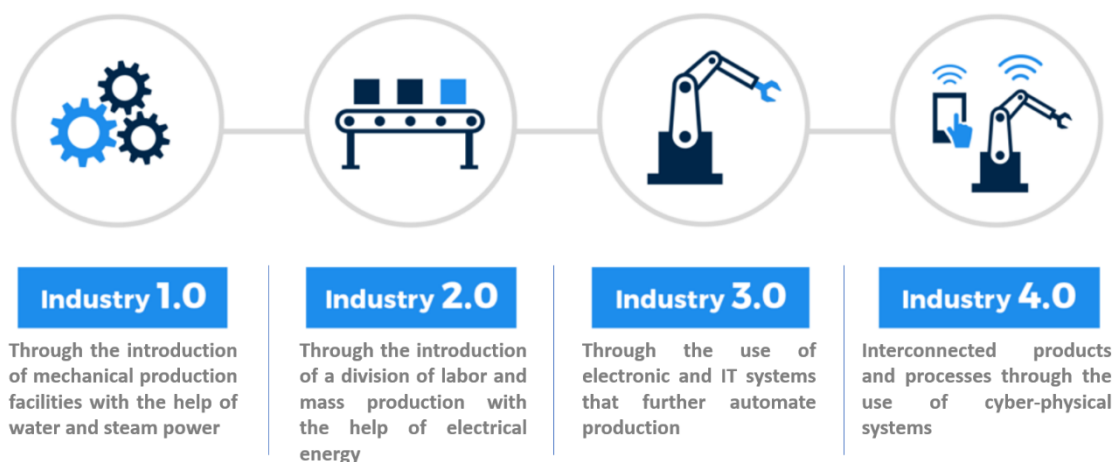 Industry 1.0
Through the introduction
of mechanical production
facilities with the help of
water and steam power
Industry 2.0
Through the introduction
of a division of labor and
mass production with
the help of electrical
energy
Industry 3.0
Through the use of
electronic and IT systems
that further automate
production
Industry 4.0
Interconnected products
and processes through the
use of cyber-physical
systems